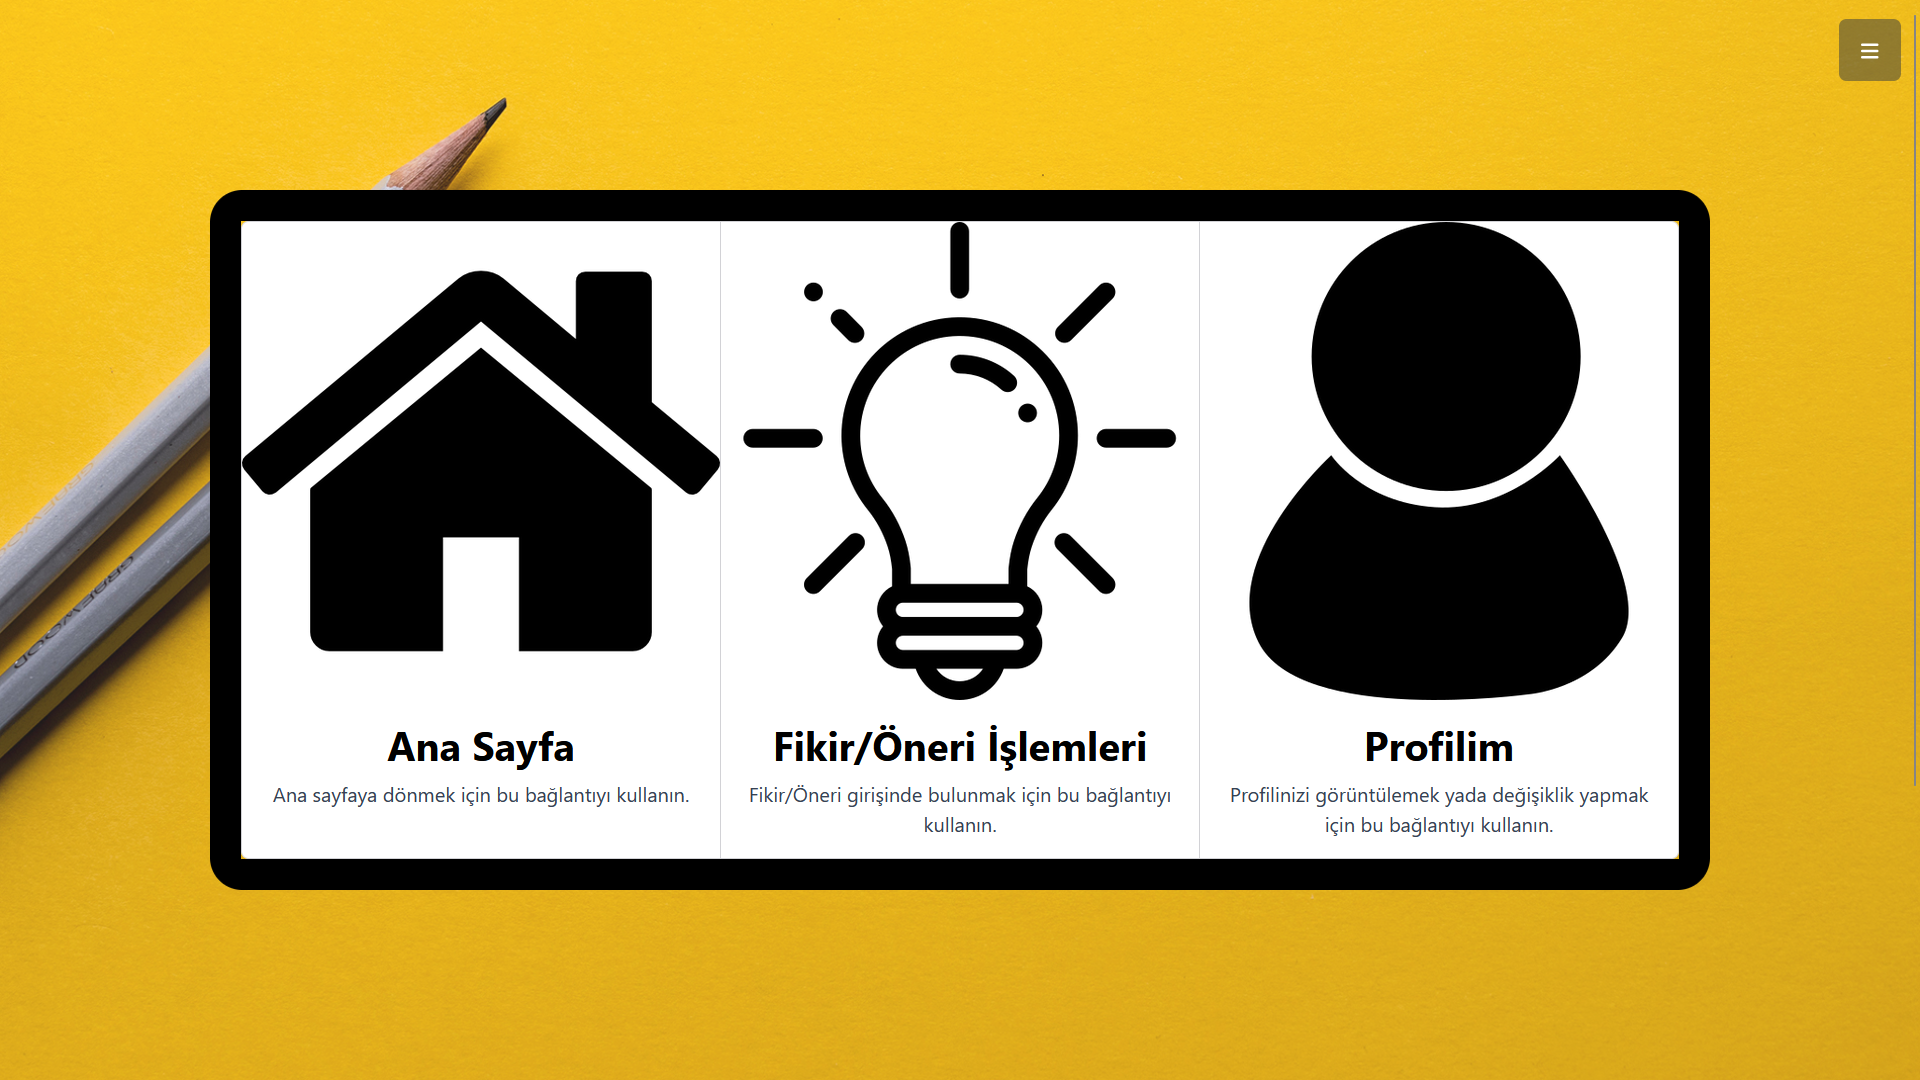 Ana Sayfa
Ana sayfaya dönmek için bu bağlantıyı kullanın.
Fikir/Öneri İşlemleri
Fikir/Öneri girişinde bulunmak için bu bağlantıyı
kullanın.
Profilim
Profilinizi görüntülemek yada değişiklik yapmak
için bu bağlantıyı kullanın.